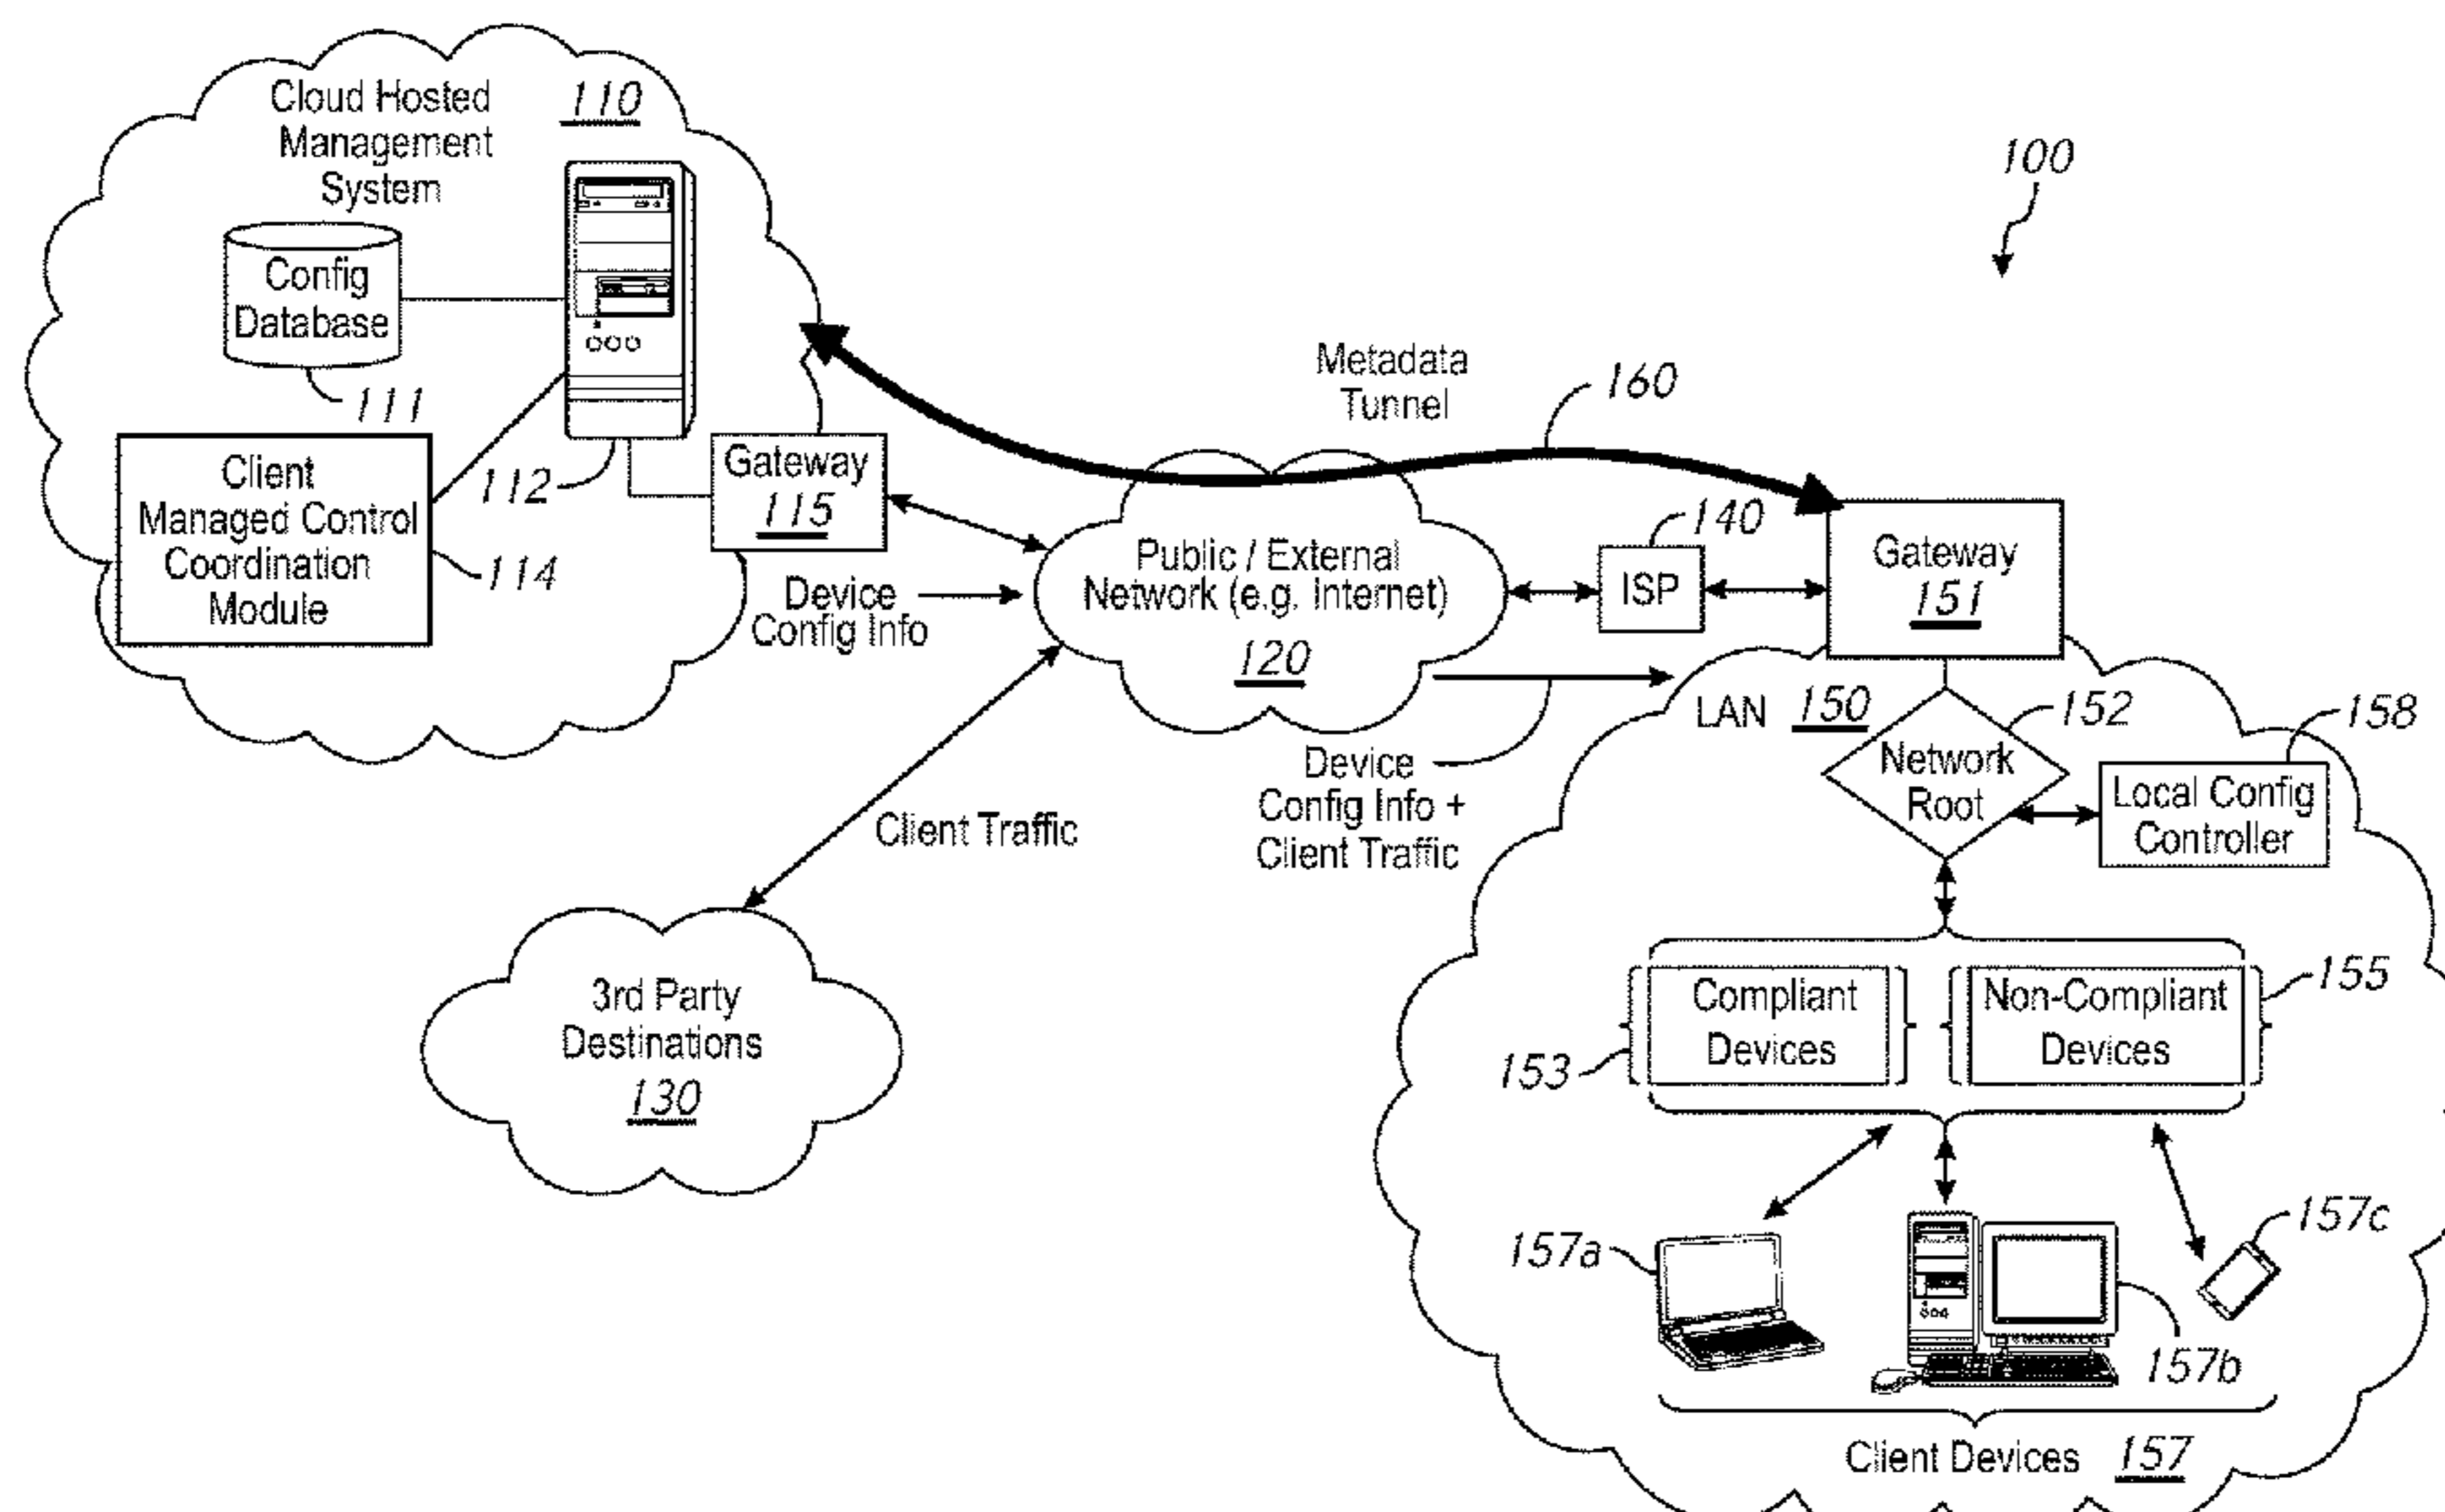 Cloud Hosted
Management
System
110
Config
Database
111
Client
Managed Control
Coordination
Module
114
112
Gateway
115
Device
Config Info
Metadata
Tunnel
160
100
Public / External
Network (e.g. Internet)
120
140
ISP
Gateway
151
LAN 150
152
158
Network
Root
Local Config
Controller
Device
Config Info +
Client Traffic
Client Traffic
3rd Party
Destinations
130
Compliant
Devices
153
Non-Compliant
Devices
155
157a
157b
157c
Client Devices 157